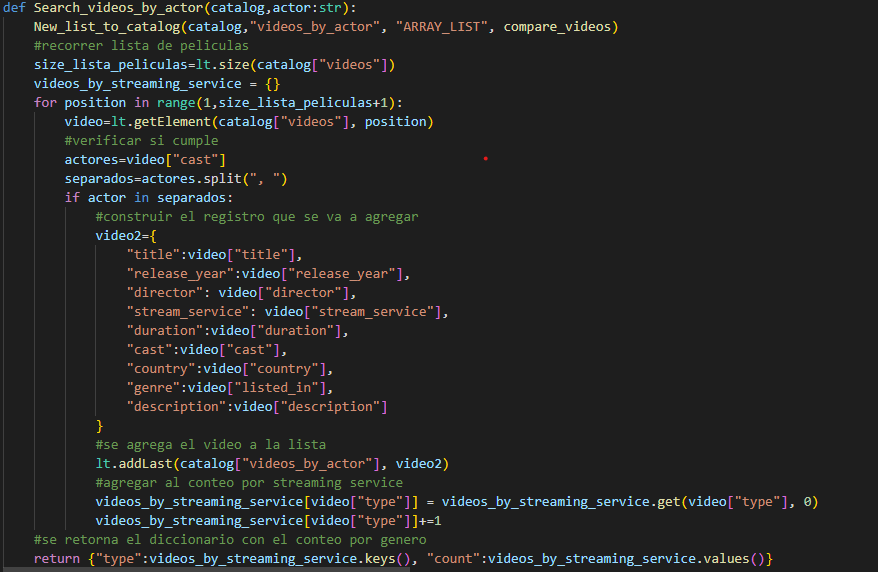 def Search_videos_by_actor(catalog,actor:str):
    New_list_to_catalog(catalog,"videos_by_actor", "ARRAY_LIST", compare_videos)
    #recorrer lista de peliculas
    size_lista_peliculas=lt.size(catalog["videos"])
    videos_by_streaming_service = {}
    for position in range(1,size_lista_peliculas+1):
        video=lt.getElement(catalog["videos"], position)
        #verificar si cumple
        actores=video["cast"]
        separados=actores.split(", ")
        if actor in separados:
            #construir el registro que se va a agregar
            video2={
                "title":video["title"],
                "release_year":video["release_year"],
                "director": video["director"],
                "stream_service": video["stream_service"],
                "duration":video["duration"],
                "cast":video["cast"],
                "country":video["country"],
                "genre":video["listed_in"],
                "description":video["description"]
            }
            #se agrega el video a la lista
            lt.addLast(catalog["videos_by_actor"], video2)
            #agregar al conteo por streaming service
            videos_by_streaming_service[video["type"]] = videos_by_streaming_service.get(video["type"], 0)
            videos_by_streaming_service[video["type"]]+=1
    #se retorna el diccionario con el conteo por genero
    return {"type":videos_by_streaming_service.keys(), "count":videos_by_streaming_service.values()}